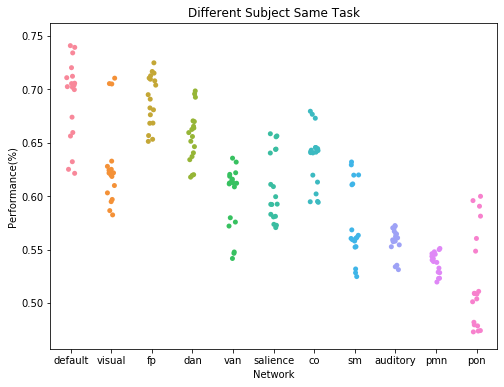 Different Subject Same Task
Performance(%)
0.75
0.70
0.65
0.60
0.55
0.50
default visual fp dan van salience co sm auditory pmn pon
Network